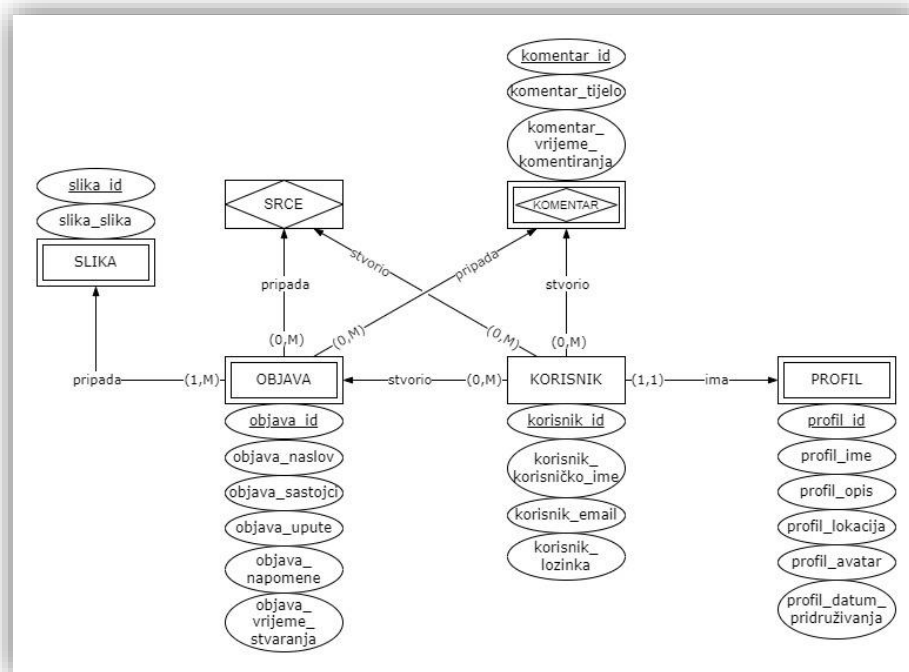 komentar_id
komentar_tijelo
komentar_
vrijeme_
komentiranja
slika_id
slika_slika
SRCE
KOMENTAR
SLIKA
stvorio
pripada
pripada
stvorio
(0,M)
(0,M)
(0,M)
(0,M)
pripada
(1,M)
OBJAVA
stvorio
(0,M)
KORISNIK
(1,1)
ima
PROFIL
objava_id
objava_naslov
objava_sastojci
objava_upute
objava_
napomene
objava_
vrijeme_
stvaranja
korisnik_id
korisnik_
korisničko_ime
korisnik_email
korisnik_
lozinka
profil_id
profil_ime
profil_opis
profil_lokacija
profil_avatar
profil_datum_
pridruživanja